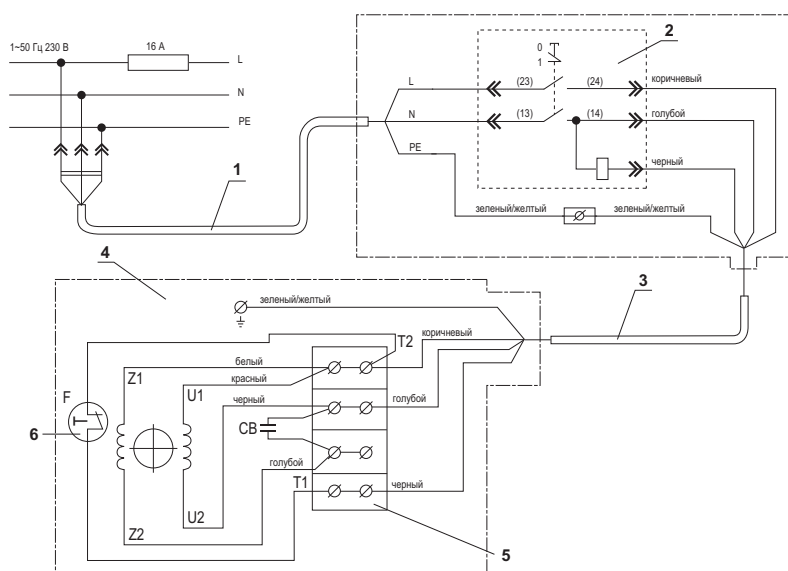 1~50 Гц 230 В
16 А
L
N
PE
1
2
0
1
L
(23)
(24)
коричневый
N
(13)
(14)
голубой
PE
черный
зеленый/желтый
зеленый/желтый
3
4
зеленый/желтый
коричневый
T2
белый
Z1
красный
U1
F
черный
голубой
CB
6
голубой
T1
черный
U2
Z2
5